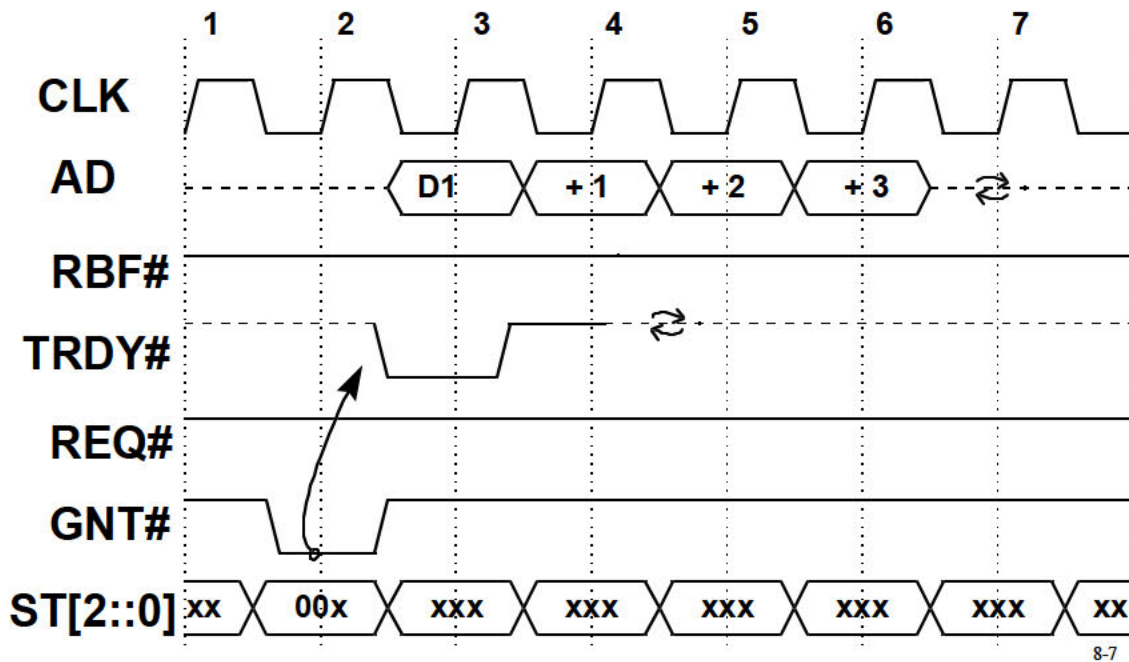 1 2 3 4 5 6 7
CLK
AD D1 + 1 + 2 + 3
RBF#
TRDY#
REQ#
GNT#
ST[2::0] xx 00x xxx xxx xxx xxx xxx xx
8-7